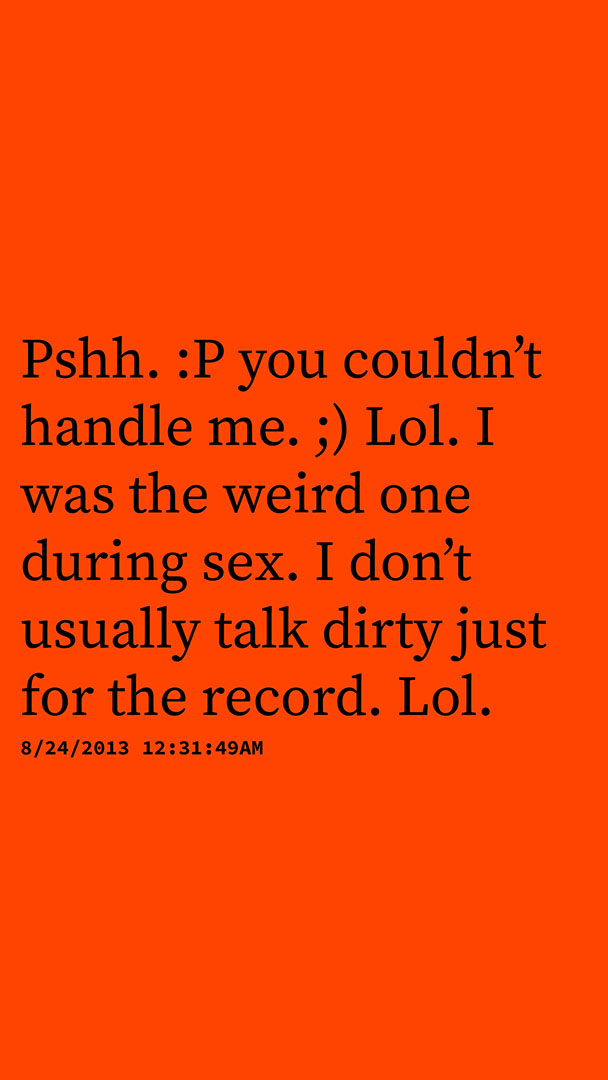 Pshh. :P you couldn’t
handle me. ;) Lol. I
was the weird one
during sex. I don’t
usually talk dirty just
for the record. Lol.
8/24/2013 12:31:49AM